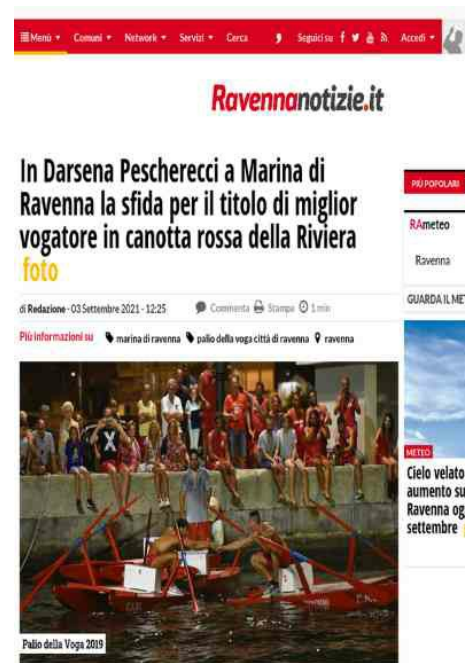 Menù Comuni Network Servizi Cerca Seguici su Accedi
Ravennanotizie.it
In Darsena Pescherecci a Marina di
Ravenna la sfida per il titolo di miglior
vogatore in canotta rossa della Riviera
foto
di Redazione - 03 Settembre 2021 - 12:25 Commenta Stampa 1 min
Più informazioni su marina di ravenna palio della voga città di ravenna ravenna
Palio della Voga 2019
PIÙ POPOLARI
RAmeteo
Ravenna
GUARDA IL MET
METEO
Cielo velato
aumento su
Ravenna og
settembre